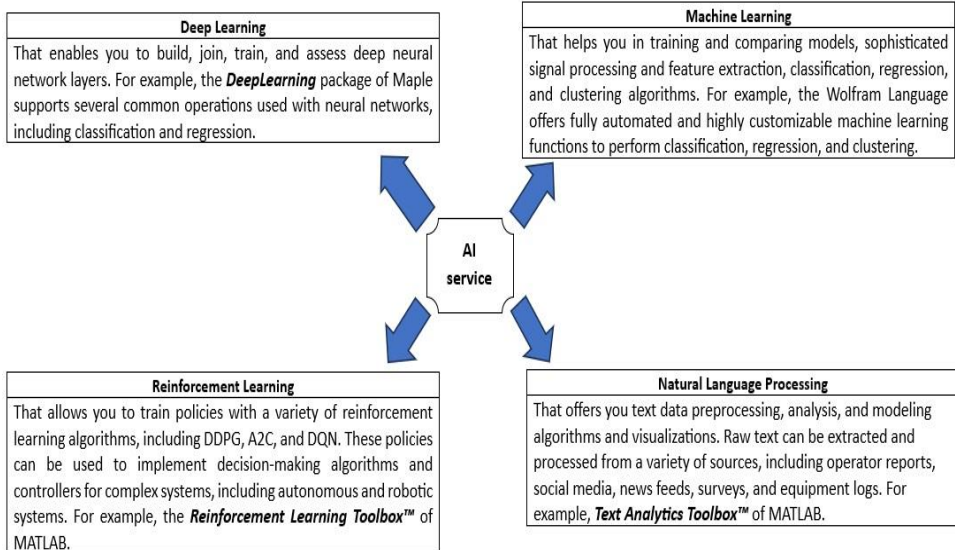 Deep Learning
That enables you to build, join, train, and assess deep neural
network layers. For example, the DeepLearning package of Maple
supports several common operations used with neural networks,
including classification and regression.
Machine Learning
That helps you in training and comparing models, sophisticated
signal processing and feature extraction, classification, regression,
and clustering algorithms. For example, the Wolfram Language
offers fully automated and highly customizable machine learning
functions to perform classification, regression, and clustering.
AI
service
Reinforcement Learning
That allows you to train policies with a variety of reinforcement
learning algorithms, including DDPG, A2C, and DQN. These policies
can be used to implement decision-making algorithms and
controllers for complex systems, including autonomous and robotic
systems. For example, the Reinforcement Learning Toolbox™ of
MATLAB.
Natural Language Processing
That offers you text data preprocessing, analysis, and modeling
algorithms and visualizations. Raw text can be extracted and
processed from a variety of sources, including operator reports,
social media, news feeds, surveys, and equipment logs. For
example, Text Analytics Toolbox™ of MATLAB.